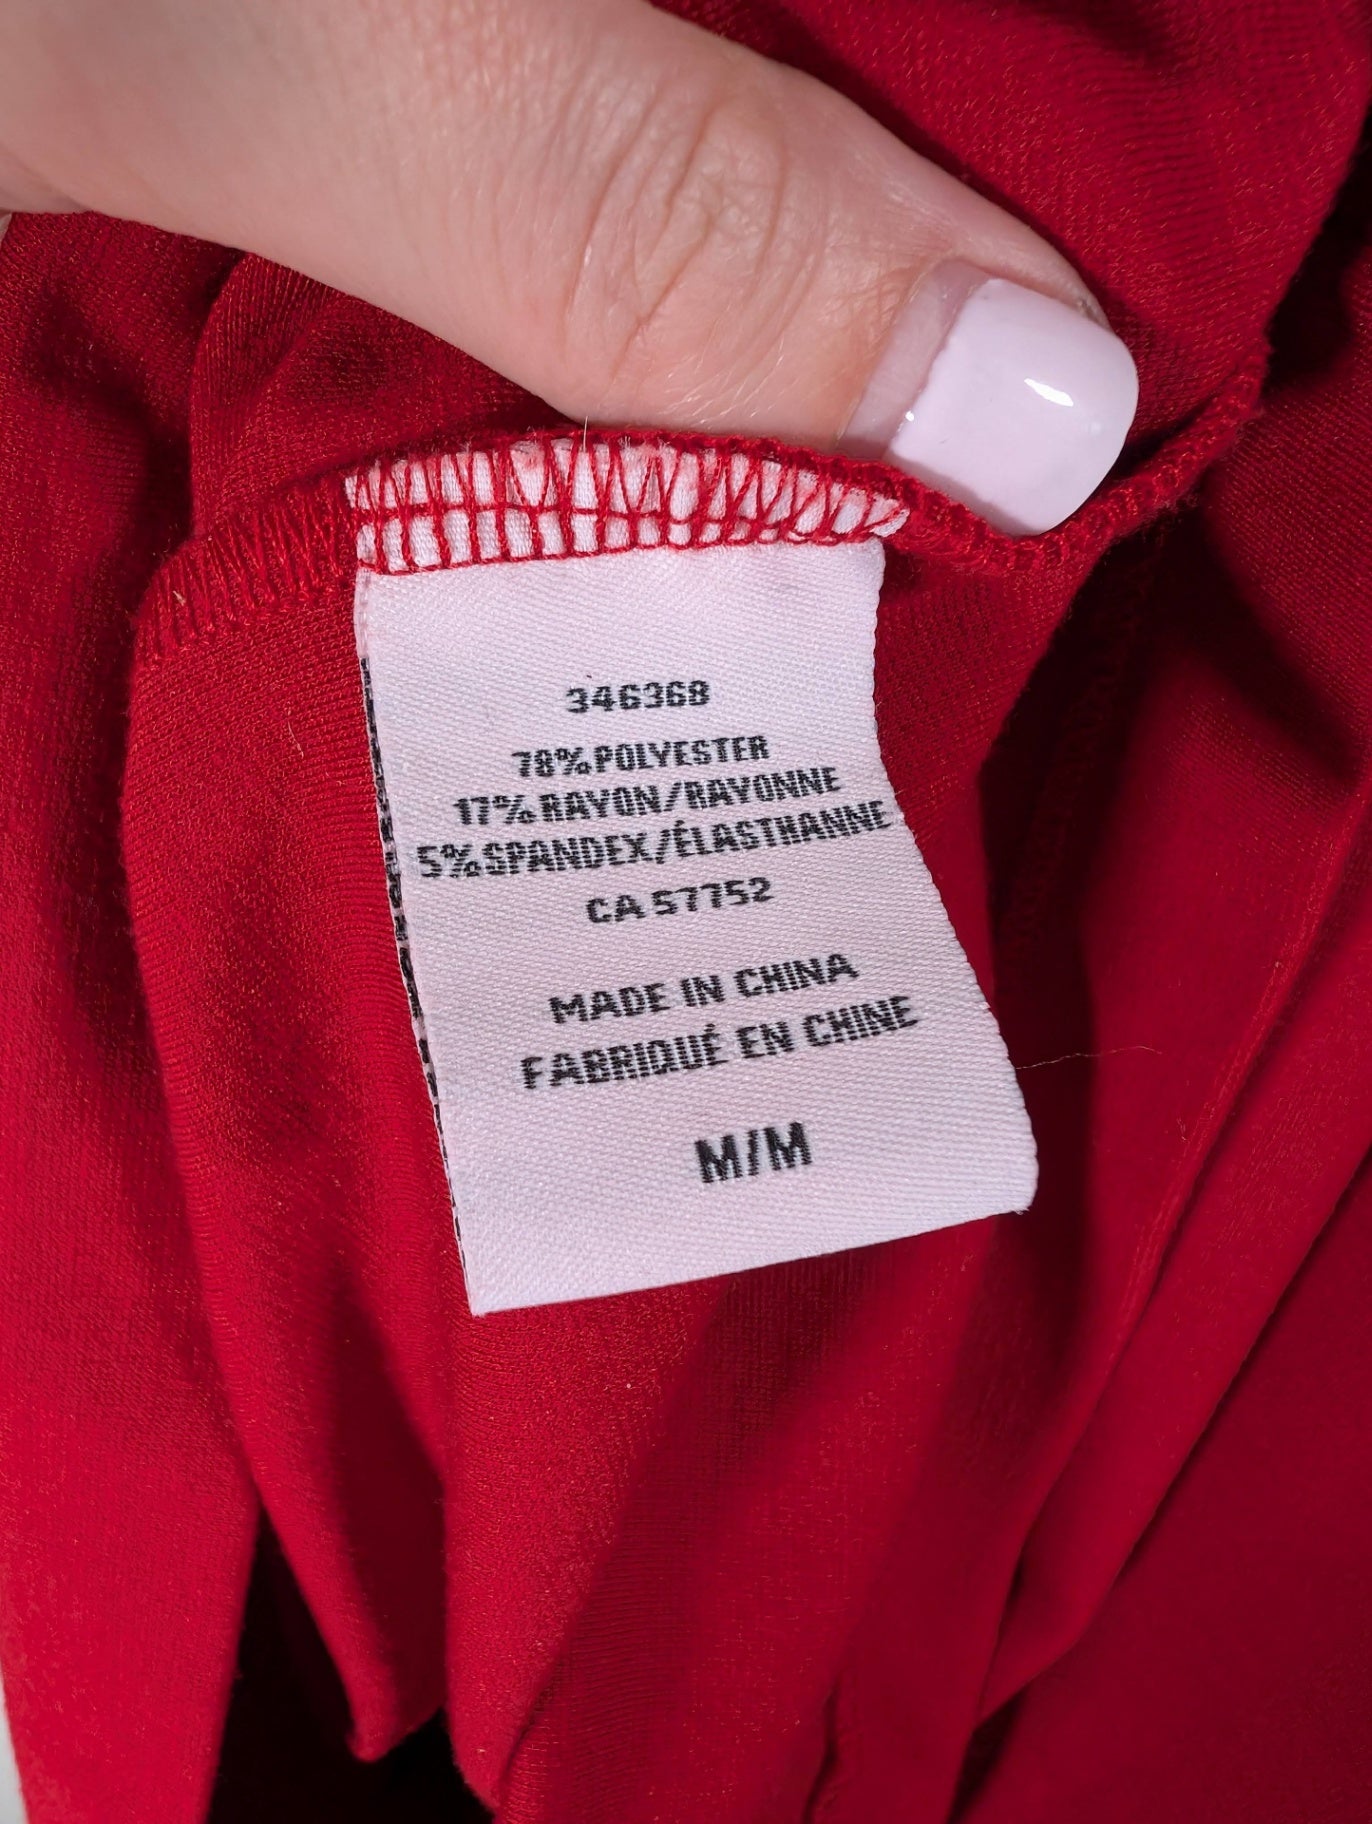 346368
78% POLYESTER
17% RAYON/RAYONNE
5% SPANDEX/ÉLASTHANNE
CA 57752
MADE IN CHINA
FABRIQUÉ EN CHINE
M/M